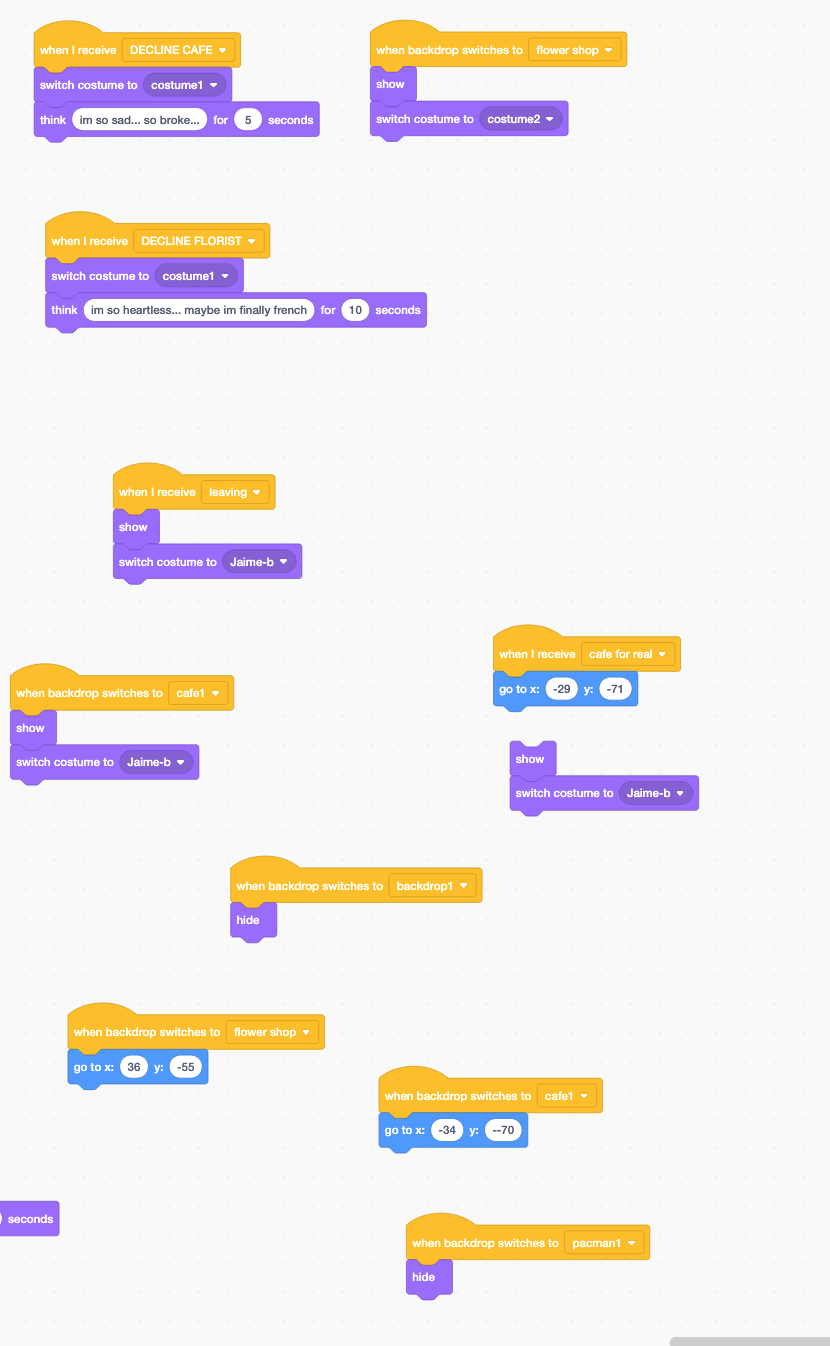 when I receive DECLINE CAFE
switch costume to costume1
think im so sad... so broke... for 5 seconds
when backdrop switches to flower shop
show
switch costume to costume2
when I receive DECLINE FLORIST
switch costume to costume1
think im so heartless... maybe im finally french for 10 seconds
when I receive leaving
show
switch costume to Jaime-b
when I receive cafe for real
go to x: -29 y: -71
when backdrop switches to cafe1
show
switch costume to Jaime-b
show
switch costume to Jaime-b
when backdrop switches to backdrop1
hide
when backdrop switches to flower shop
go to x: 36 y: -55
when backdrop switches to cafe1
go to x: -34 y: --70
seconds
when backdrop switches to pacman1
hide